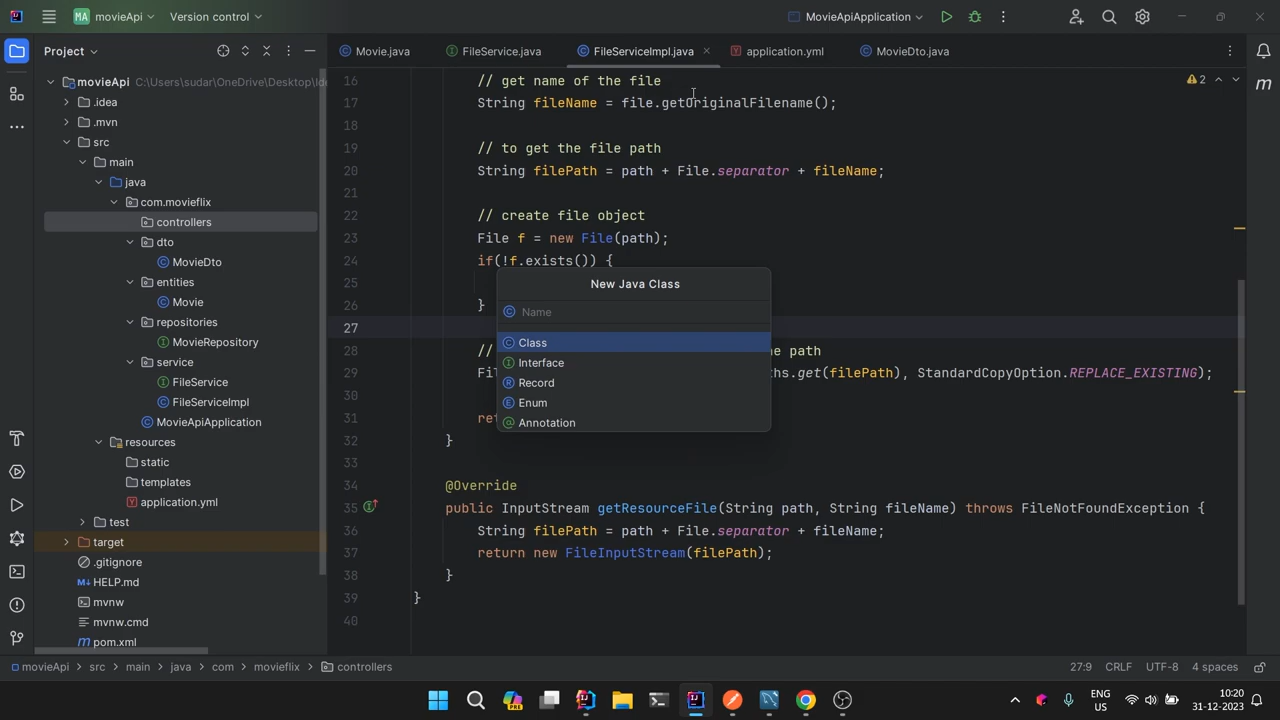 MA movieApi Version control MovieApiApplication
Project Movie.java FileService.java FileServiceImpl.java application.yml MovieDto.java
movieApi C:\Users\sudar\OneDrive\Desktop\
.idea
.mvn
src
main
java
com.movieflix
controllers
dto
MovieDto
entities
Movie
repositories
MovieRepository
service
FileService
FileServiceImpl
MovieApiApplication
resources
static
templates
application.yml
test
target
.gitignore
HELP.md
mvnw
mvnw.cmd
pom.xml
16 // get name of the file
17 String fileName = file.getOriginalFilename();
18
19 // to get the file path
20 String filePath = path + File.separator + fileName;
21
22 // create file object
23 File f = new File(path);
24 if(!f.exists()) {
25
26 }
27
28 // e path
29 Fil hs.get(filePath), StandardCopyOption.REPLACE_EXISTING);
30
31 ret
32 }
33
34 @Override
35 public InputStream getResourceFile(String path, String fileName) throws FileNotFoundException {
36 String filePath = path + File.separator + fileName;
37 return new FileInputStream(filePath);
38 }
39 }
40
2
New Java Class
Name
Class
Interface
Record
Enum
Annotation
movieApi > src > main > java > com > movieflix > controllers 27:9 CRLF UTF-8 4 spaces
ENG
US
10:20
31-12-2023